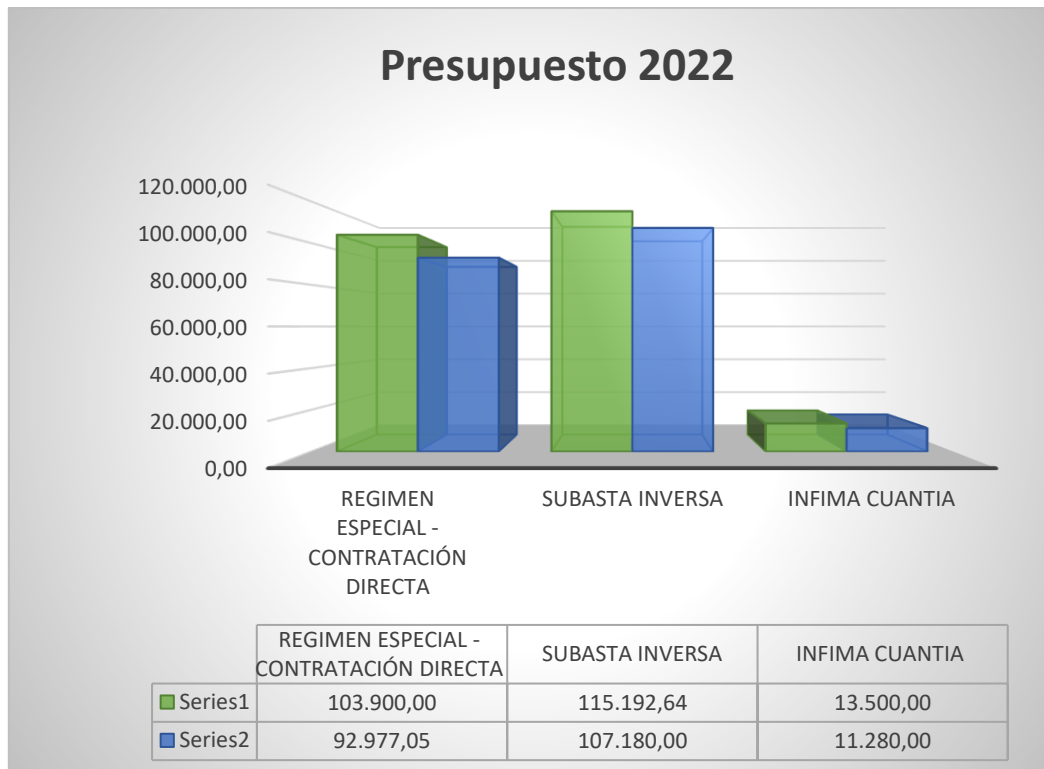 Presupuesto 2022
120.000,00
100.000,00
80.000,00
60.000,00
40.000,00
20.000,00
0,00
REGIMEN
ESPECIAL -
CONTRATACIÓN
DIRECTA
SUBASTA INVERSA
INFIMA CUANTIA
REGIMEN ESPECIAL -
CONTRATACIÓN DIRECTA
SUBASTA INVERSA
INFIMA CUANTIA
Series1 103.900,00 115.192,64 13.500,00
Series2 92.977,05 107.180,00 11.280,00